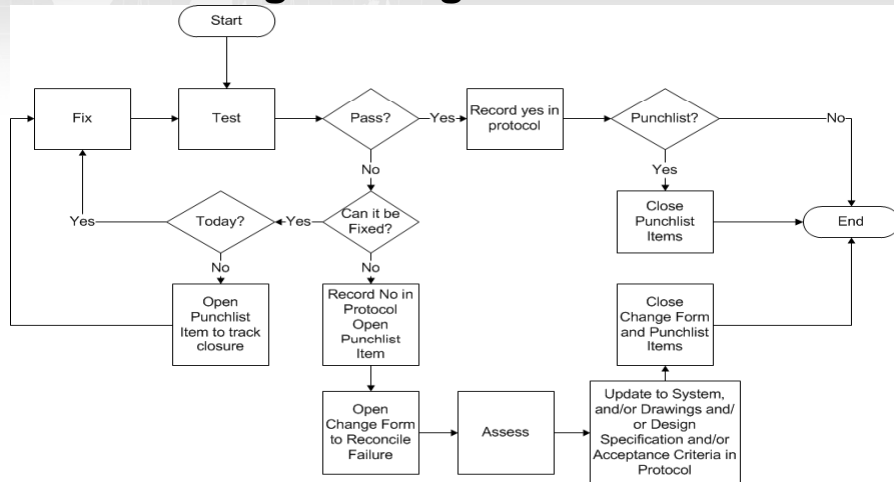 Start
Fix
Test
Pass?
Yes
Record yes in
protocol
Punchlist?
No
No
Yes
Yes
Today?
Yes
Can it be
Fixed?
Close
Punchlist
Items
End
No
No
Open
Punchlist
Item to track
closure
Record No in
Protocol
Open
Punchlist
Item
Close
Change Form
and Punchlist
Items
Open
Change Form
to Reconcile
Failure
Assess
Update to System,
and/or Drawings and/
or Design
Specification and/or
Acceptance Criteria in
Protocol